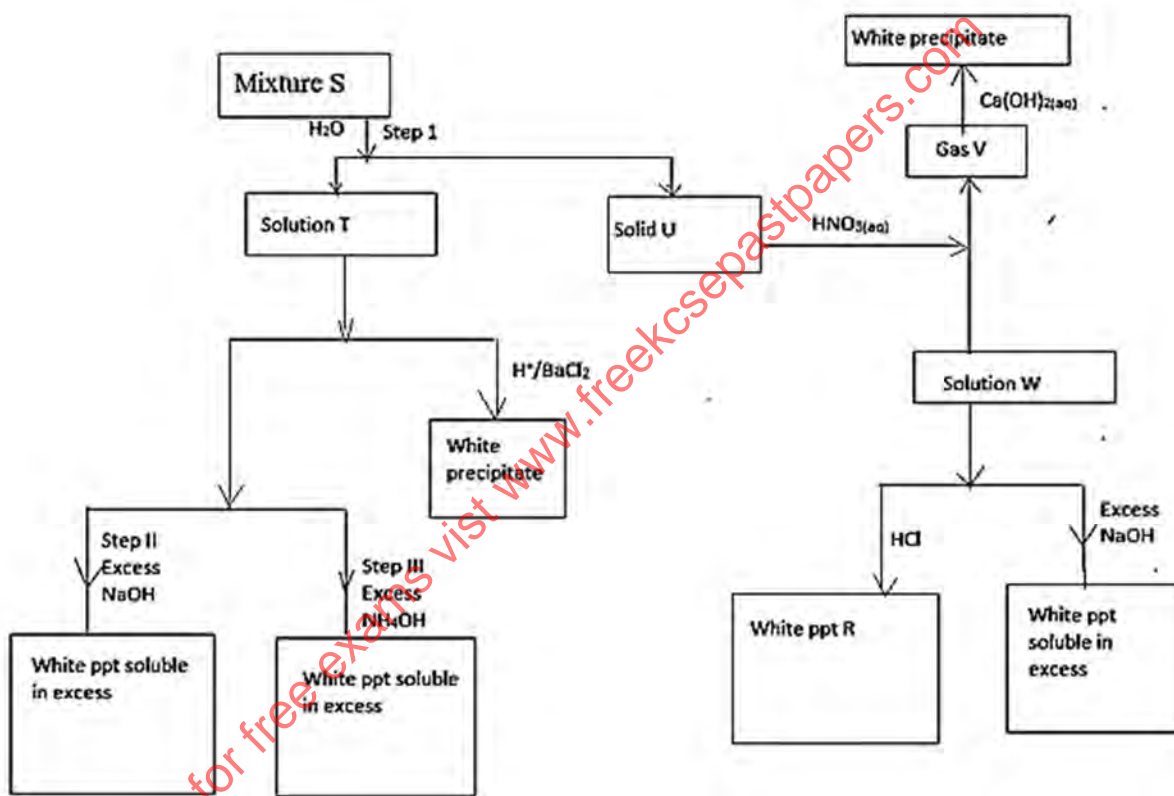 White precipitate
Mixture S
Ca(OH)₂(aq)
H₂O
Step 1
Gas V
Solution T
Solid U
HNO₃(aq)
H⁺/BaCl₂
Solution W
White
precipitate
Step II
Excess
NaOH
Step III
Excess
NH₄OH
HCl
Excess
NaOH
White ppt soluble
in excess
White ppt soluble
in excess
White ppt R
White ppt
soluble in
excess
for free exams vist www.freekcsepastpapers.com